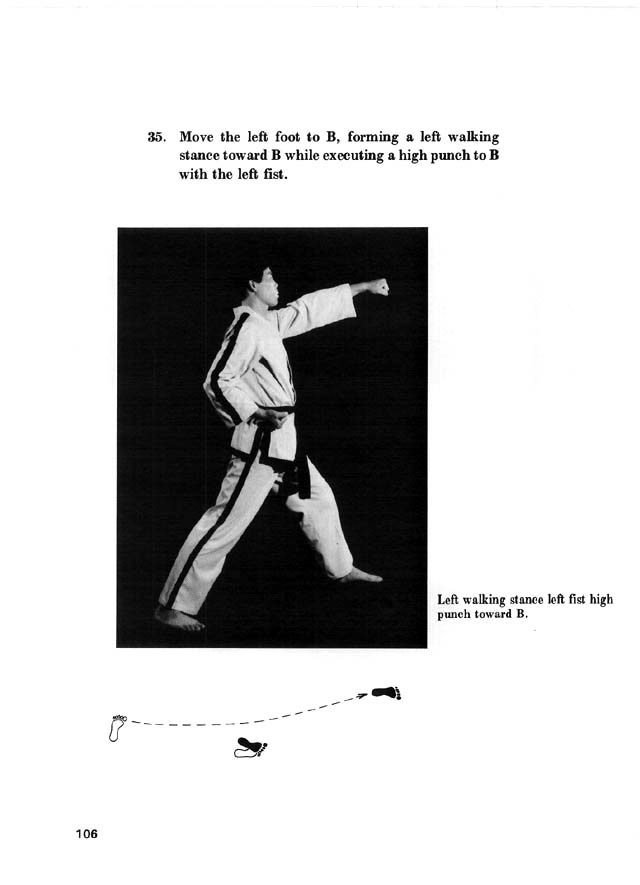 35. Move the left foot to B, forming a left walking
stance toward B while executing a high punch to B
with the left fist.
Left walking stance left fist high
punch toward B.
106